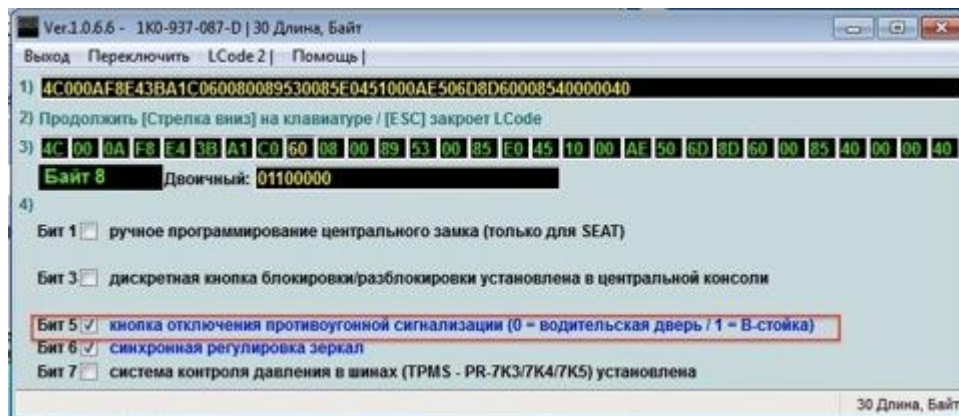 Ver.1.0.6.6 - 1K0-937-087-D | 30 Длина, Байт
Выход Переключить LCode 2 | Помощь |
1) 4C000AF8E43BA1C060080089530085E0451000AE506D8D60008540000040
2) Продолжить [Стрелка вниз] на клавиатуре / [ESC] закроет LCode
3) 4C 00 0A F8 E4 3B A1 C0 60 08 00 89 53 00 85 E0 45 10 00 AE 50 6D 8D 60 00 85 40 00 00 40
Байт 8 Двоичный: 01100000
4)
Бит 1 ручное программирование центрального замка (только для SEAT)
Бит 3 дискретная кнопка блокировки/разблокировки установлена в центральной консоли
Бит 5 кнопка отключения противоугонной сигнализации (0 = водительская дверь / 1 = В-стойка)
Бит 6 синхронная регулировка зеркал
Бит 7 система контроля давления в шинах (TPMS - PR-7K3/7K4/7K5) установлена
30 Длина, Байт